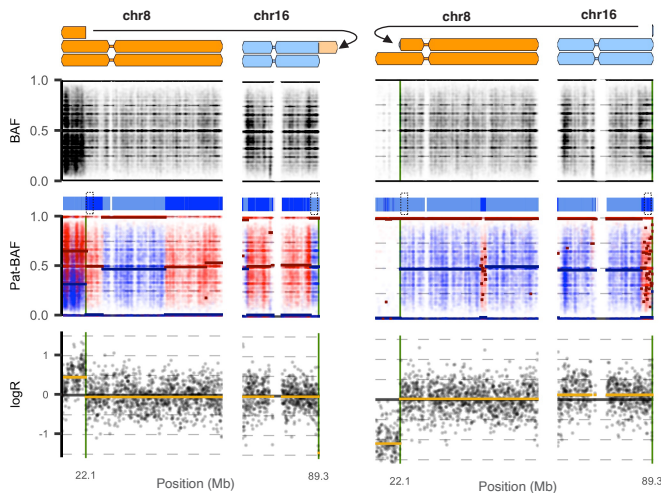 chr8 chr16 chr8 chr16
1.0
BAF
0.5
0.0
1.0
Pat-BAF
0.5
0.0
1
logR
0
-1
22.1 Position (Mb) 89.3 22.1 Position (Mb) 89.3